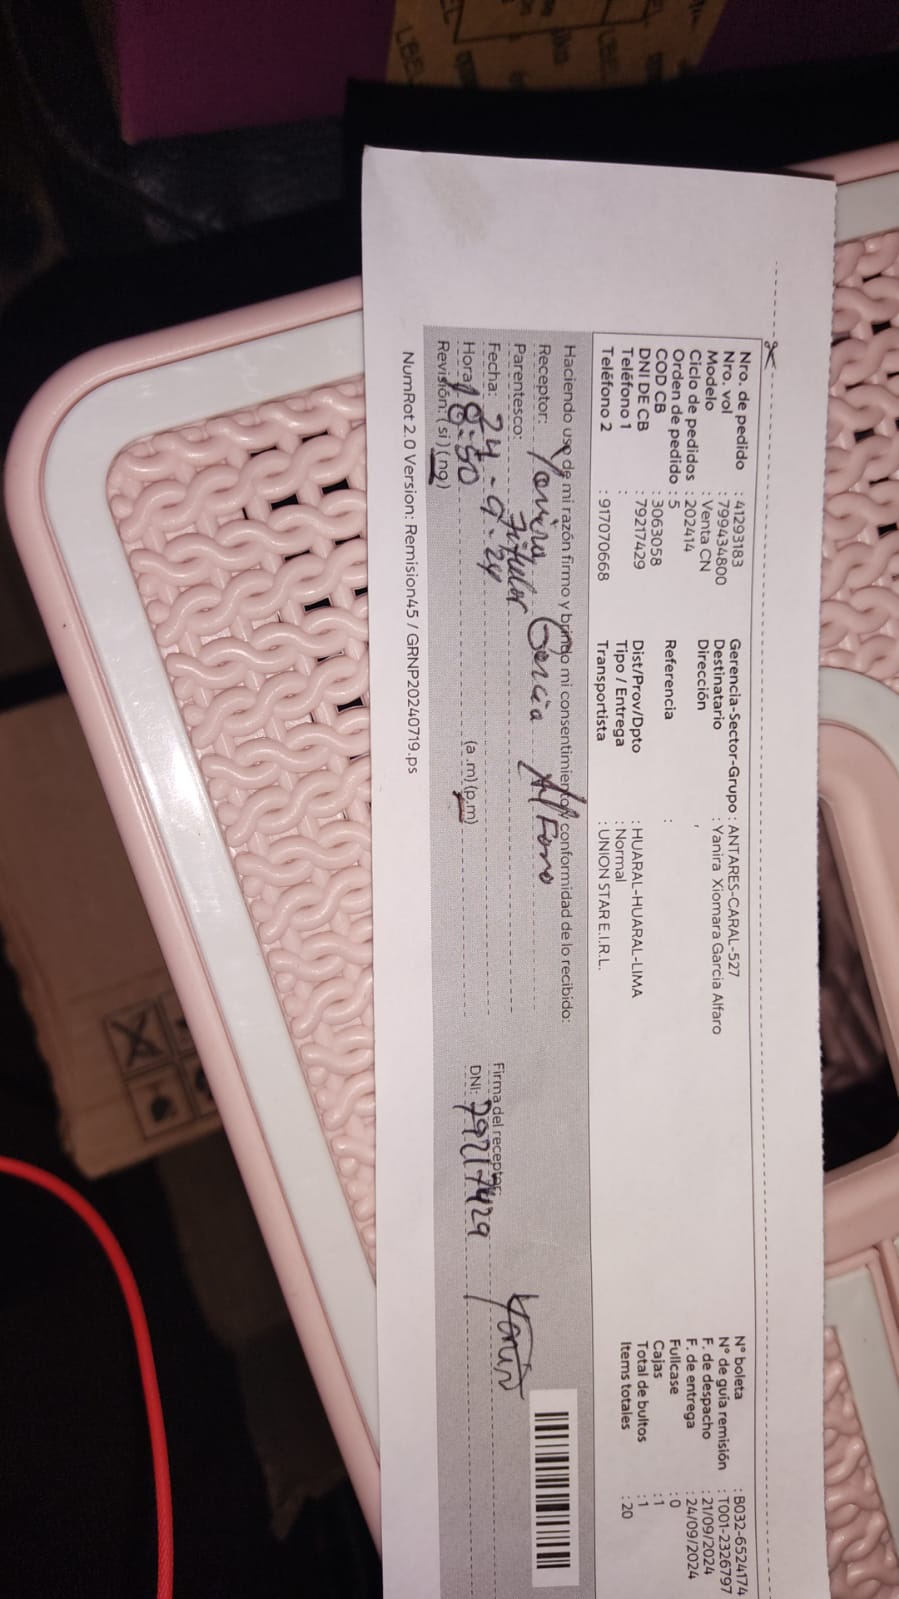 Nro. de pedido : 41293183
Nro. vol : 799434800
Modelo : Venta CN
Ciclo de pedidos : 202414
Orden de pedido : 5
COD CB : 3063058
DNI DE CB : 79217429
Teléfono 1 :
Teléfono 2 : 917070668
Gerencia-Sector-Grupo : ANTARES-CARAL-527
Destinatario : Yanira Xiomara Garcia Alfaro
Dirección ,
Referencia :
Dist/Prov/Dpto : HUARAL-HUARAL-LIMA
Tipo / Entrega : Normal
Transportista : UNION STAR E.I.R.L.
N° boleta : B032-6524174
N° de guía remisión : T001-2326797
F. de despacho : 21/09/2024
F. de entrega : 24/09/2024
Fullcase : 0
Cajas : 1
Total de bultos : 1
Items totales : 20
Haciendo uso de mi razón firmo y brindo mi consentimiento y conformidad de lo recibido:
Receptor: Yanira Garcia Alfaro
Parentesco: Titular
Fecha: 24-9-24
Hora: 18:50 (a.m) (p.m)
Revisión: (si) (no)
Firma del receptor
DNI: 79217429
NumRot 2.0 Version: Remision45 / GRNP20240719.ps